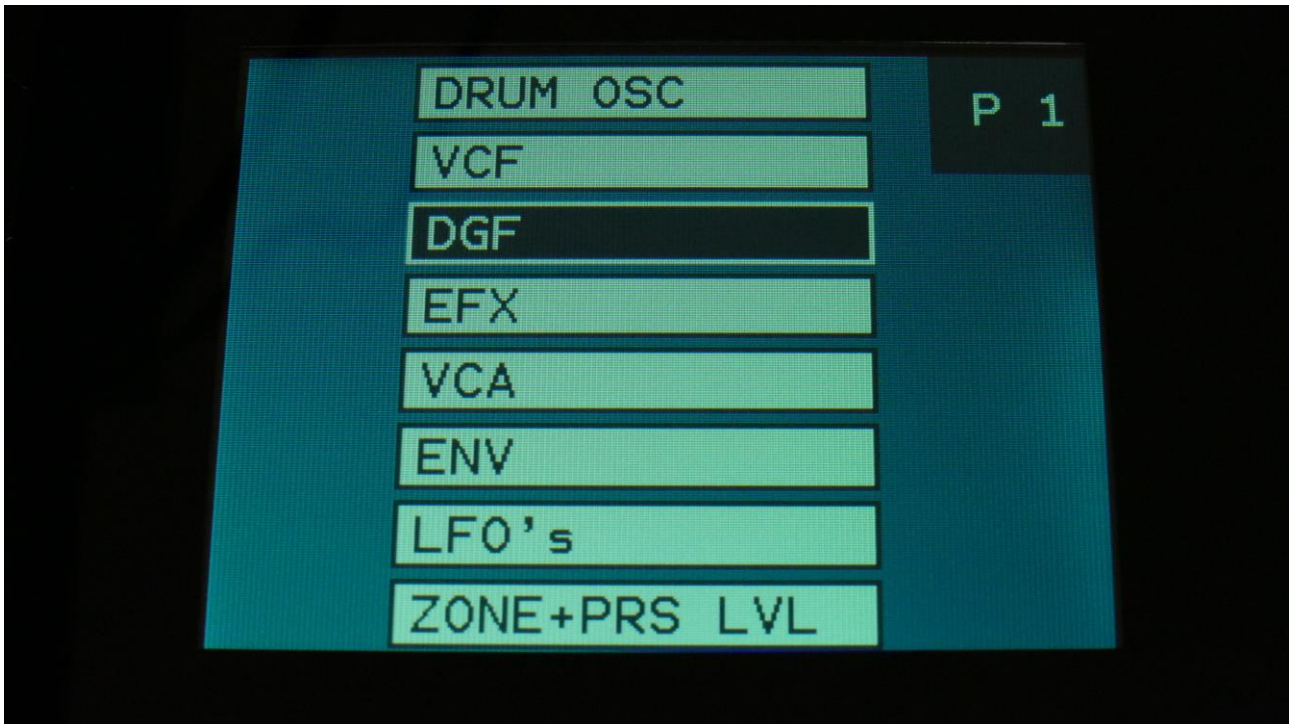 DRUM OSC
P 1
VCF
DGF
EFX
VCA
ENV
LFO's
ZONE+PRS LVL